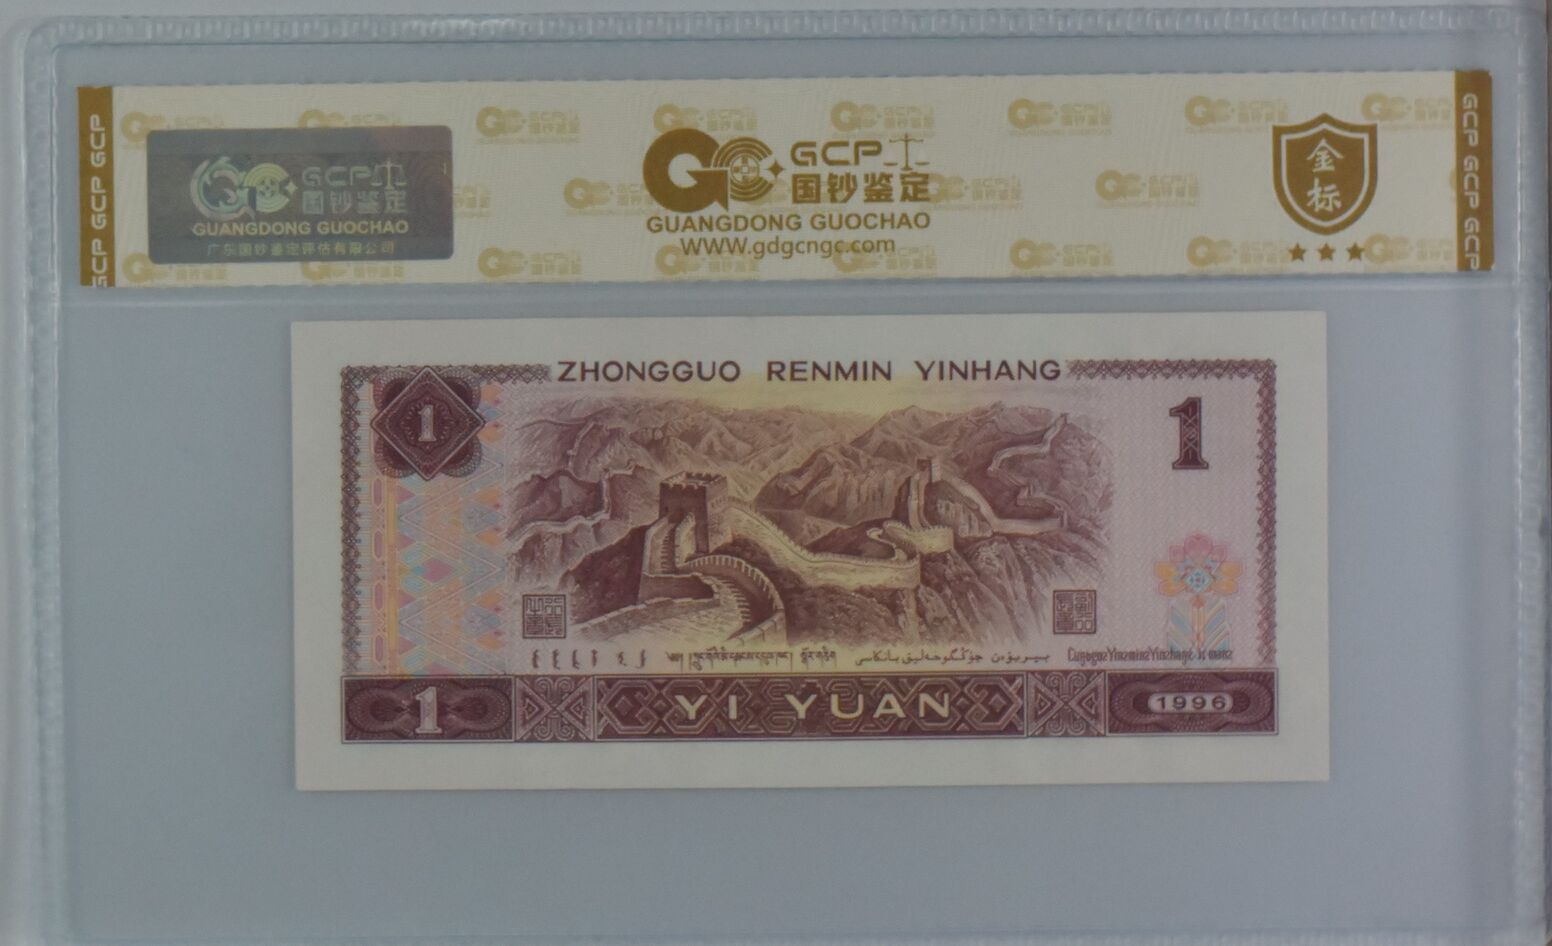 GCP GCP GCP
GCP
国钞鉴定
GUANGDONG GUOCHAO
广东国钞鉴定评估有限公司
GCP
国钞鉴定
GUANGDONG GUOCHAO
WWW.gdgcngc.com
金标
GCP GCP GCP
ZHONGGUO RENMIN YINHANG
1
1
1
YI YUAN
1996